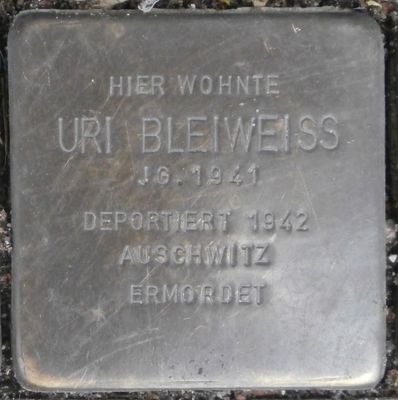 HIER WOHNTE
URI BLEIWEISS
JG. 1941
DEPORTIERT 1942
AUSCHWITZ
ERMORDET